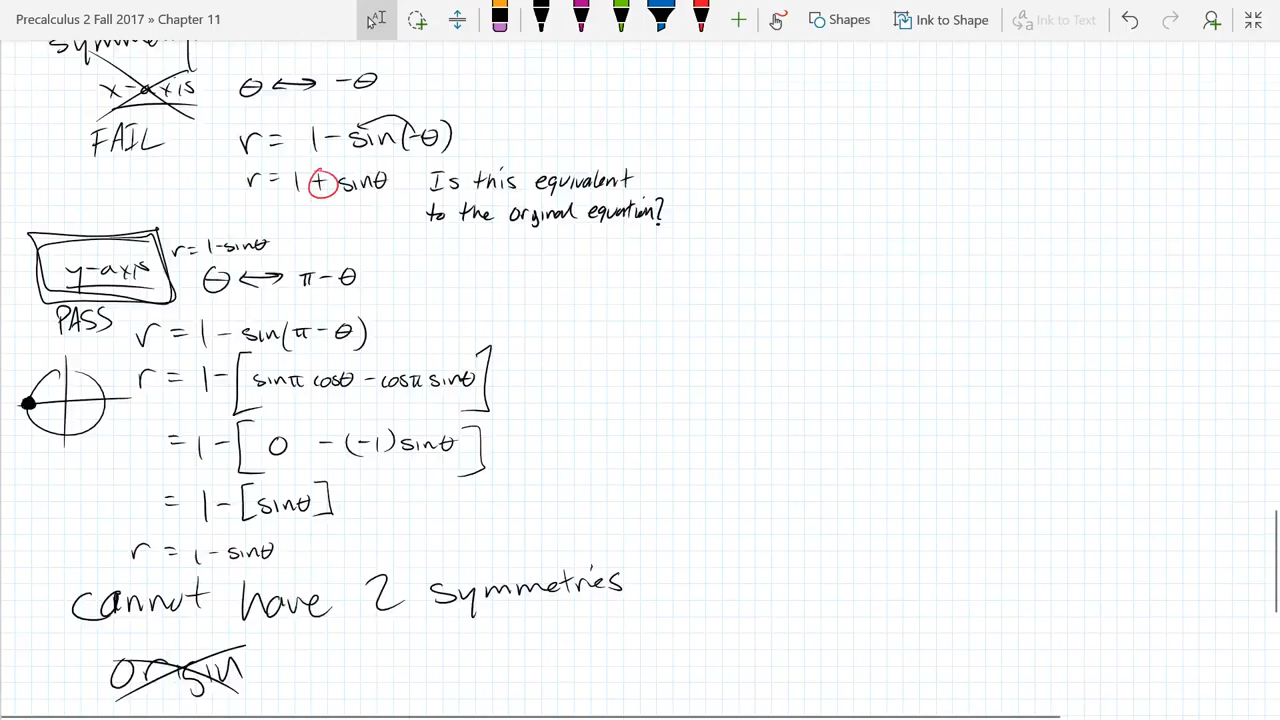 Precalculus 2 Fall 2017 » Chapter 11
Shapes
Ink to Shape
Ink to Text
x-axis
θ ↔ -θ
FAIL
r = 1 - sin(-θ)
r = 1 + sinθ
Is this equivalent
to the orginal equation?
r = 1-sinθ
y-axis
θ ↔ π - θ
PASS
r = 1 - sin(π - θ)
r = 1 - [sinπ cosθ - cosπ sinθ]
= 1 - [0 - (-1) sinθ]
= 1 - [sinθ]
r = 1 - sinθ
cannot have 2 symmetries
origin